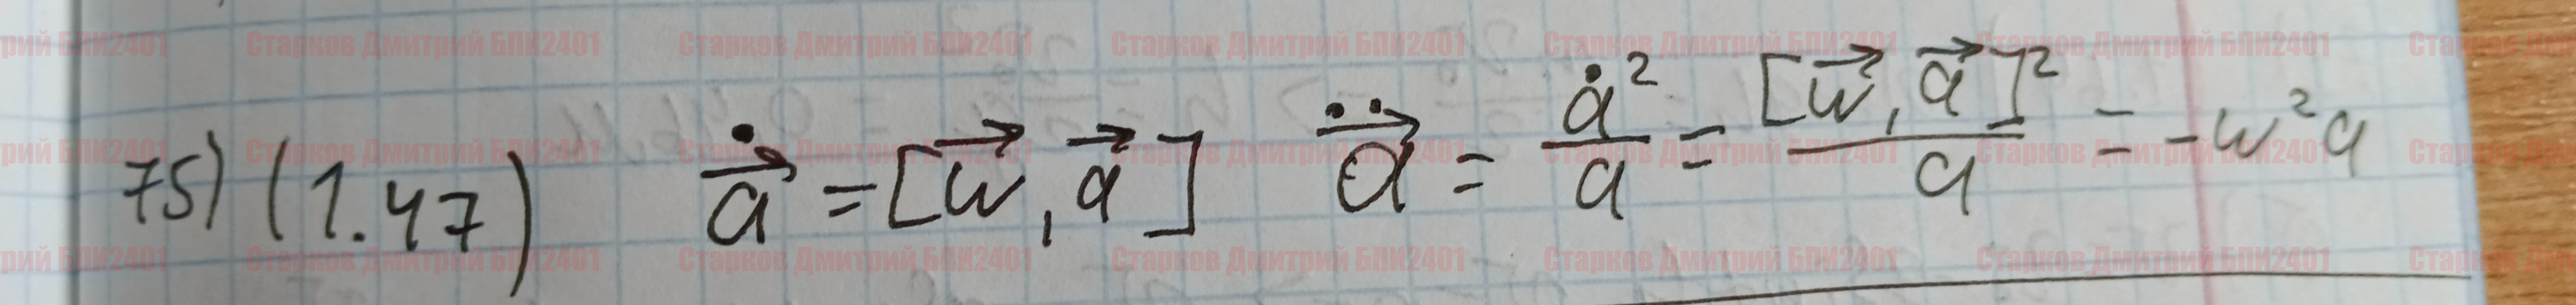 рий БПИ2401 Старков Дмитрий БПИ2401 Старков Дмитрий БПИ2401 Старков Дмитрий БПИ2401 Старков Дмитрий БПИ2401 Старков Дмитрий БПИ2401 Старков
рий БПИ2401 Старков Дмитрий БПИ2401 Старков Дмитрий БПИ2401 Старков Дмитрий БПИ2401 Старков Дмитрий БПИ2401 Старков Дмитрий БПИ2401 Старков
75) (1.47) \dot{\vec{a}} = [\vec{w}, \vec{a}] \ddot{\vec{a}} = \frac{\dot{a}^2}{a} = \frac{[\vec{w}, \vec{a}]^2}{a} = -w^2 a
рий БПИ2401 Старков Дмитрий БПИ2401 Старков Дмитрий БПИ2401 Старков Дмитрий БПИ2401 Старков Дмитрий БПИ2401 Старков Дмитрий БПИ2401 Старков